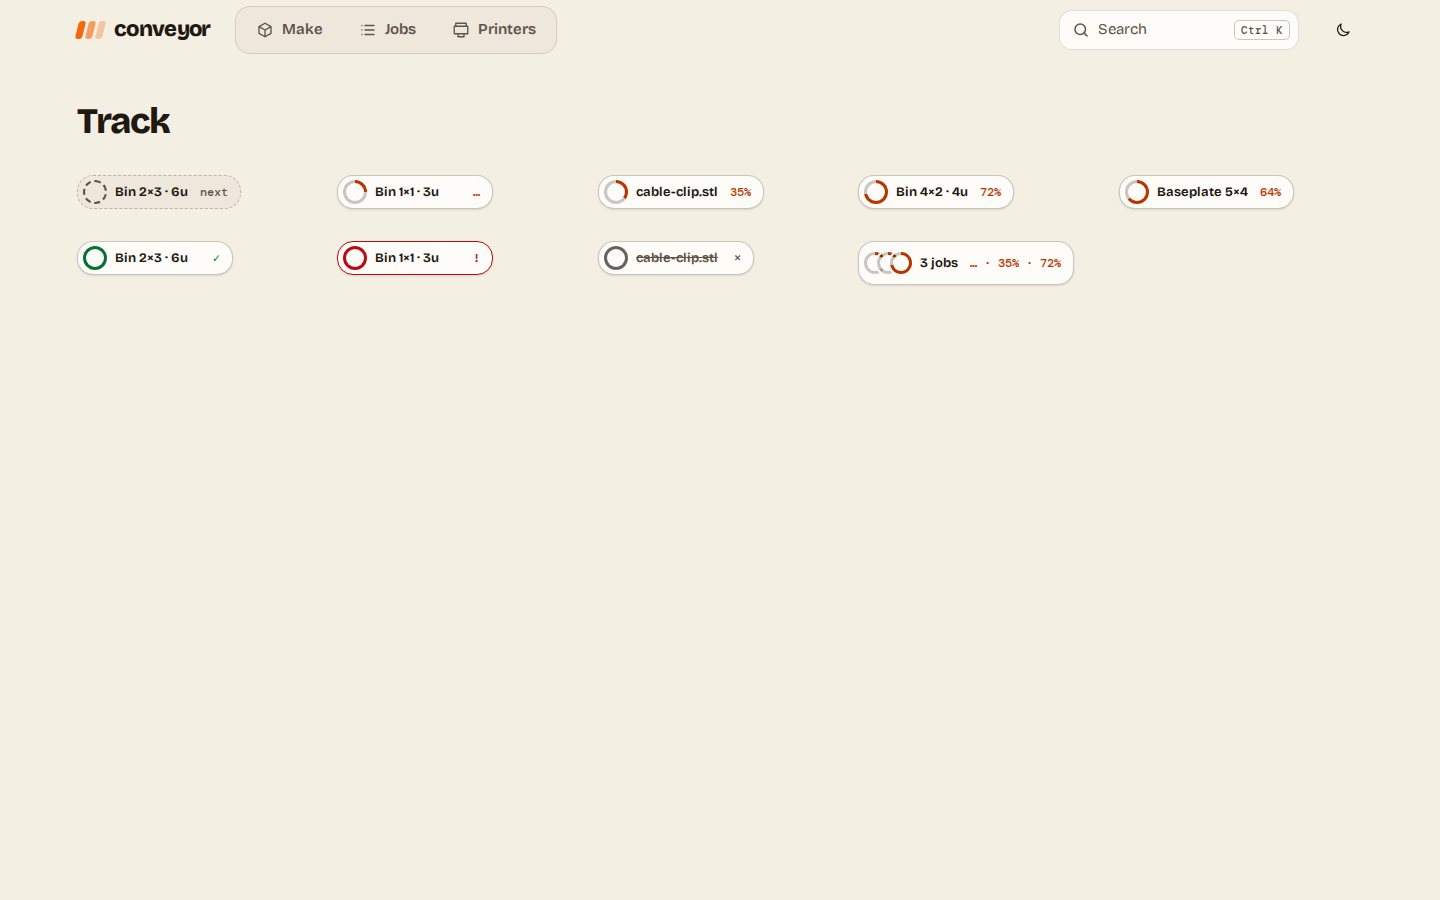 conveyor
Make
Jobs
Printers
Search
Ctrl K
Track
Bin 2×3 · 6u next
Bin 1×1 · 3u …
cable-clip.stl 35%
Bin 4×2 · 4u 72%
Baseplate 5×4 64%
Bin 2×3 · 6u ✓
Bin 1×1 · 3u !
cable-clip.stl ×
3 jobs … · 35% · 72%